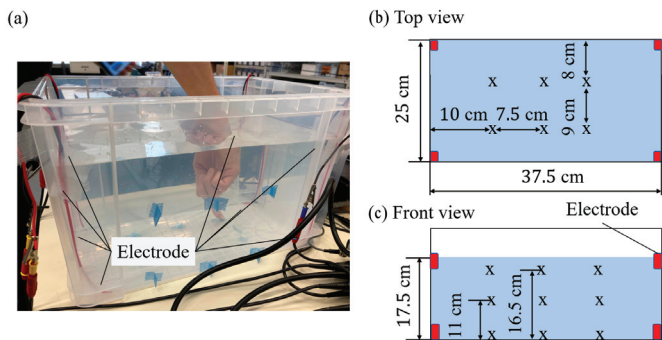 (a)
Electrode
(b) Top view
8 cm
x x x
25 cm
9 cm
10 cm 7.5 cm
x x x
37.5 cm
(c) Front view
Electrode
x x x
17.5 cm
11 cm
16.5 cm
x x x
x x x